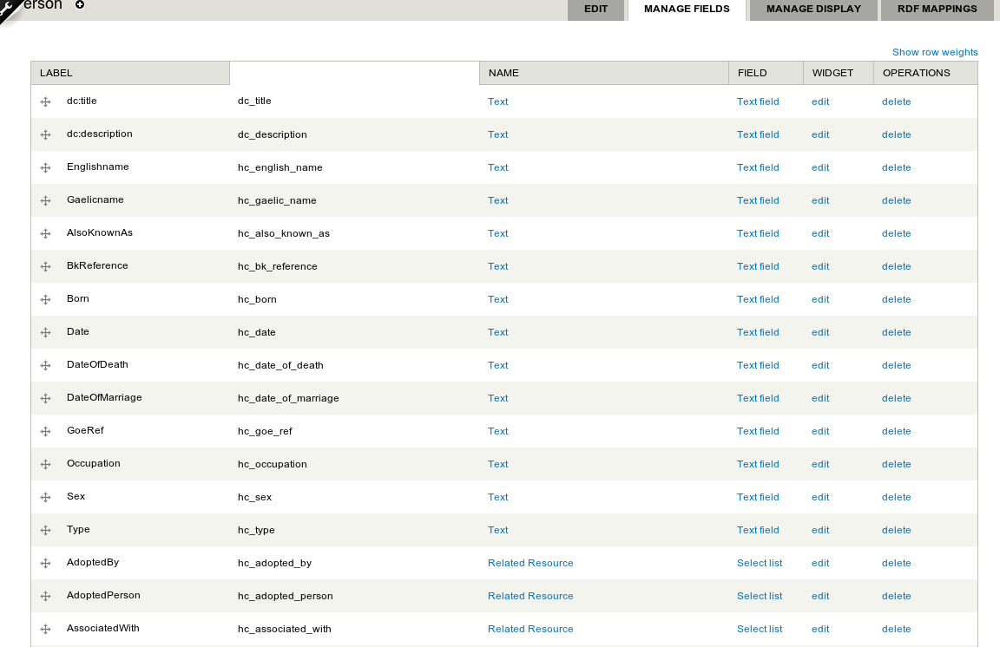 erson
EDIT MANAGE FIELDS MANAGE DISPLAY RDF MAPPINGS
Show row weights
LABEL NAME FIELD WIDGET OPERATIONS
dc:title dc_title Text Text field edit delete
dc:description dc_description Text Text field edit delete
Englishname hc_english_name Text Text field edit delete
Gaelicname hc_gaelic_name Text Text field edit delete
AlsoKnownAs hc_also_known_as Text Text field edit delete
BkReference hc_bk_reference Text Text field edit delete
Born hc_born Text Text field edit delete
Date hc_date Text Text field edit delete
DateOfDeath hc_date_of_death Text Text field edit delete
DateOfMarriage hc_date_of_marriage Text Text field edit delete
GoeRef hc_goe_ref Text Text field edit delete
Occupation hc_occupation Text Text field edit delete
Sex hc_sex Text Text field edit delete
Type hc_type Text Text field edit delete
AdoptedBy hc_adopted_by Related Resource Select list edit delete
AdoptedPerson hc_adopted_person Related Resource Select list edit delete
AssociatedWith hc_associated_with Related Resource Select list edit delete